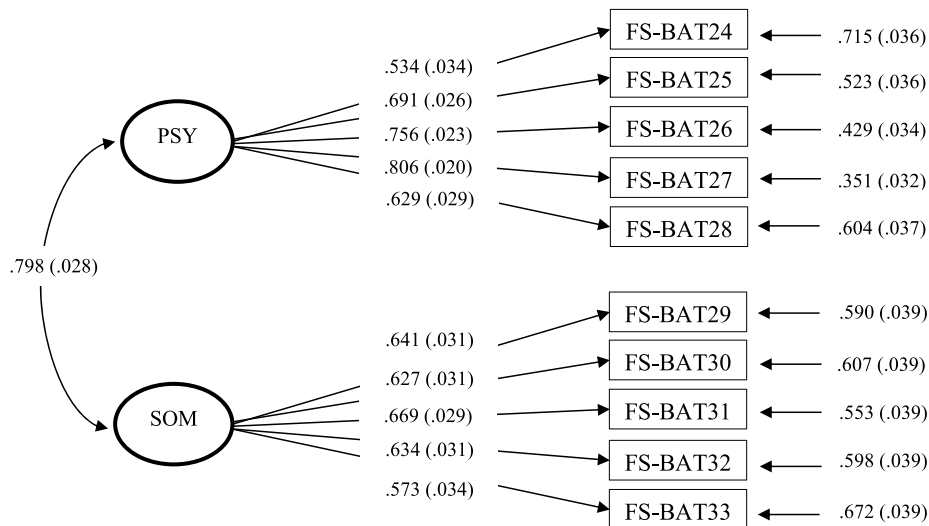 FS-BAT24
.715 (.036)
.534 (.034)
FS-BAT25
.523 (.036)
.691 (.026)
PSY
.756 (.023)
FS-BAT26
.429 (.034)
.806 (.020)
FS-BAT27
.351 (.032)
.629 (.029)
FS-BAT28
.604 (.037)
.798 (.028)
FS-BAT29
.590 (.039)
.641 (.031)
FS-BAT30
.607 (.039)
.627 (.031)
SOM
.669 (.029)
FS-BAT31
.553 (.039)
.634 (.031)
FS-BAT32
.598 (.039)
.573 (.034)
FS-BAT33
.672 (.039)